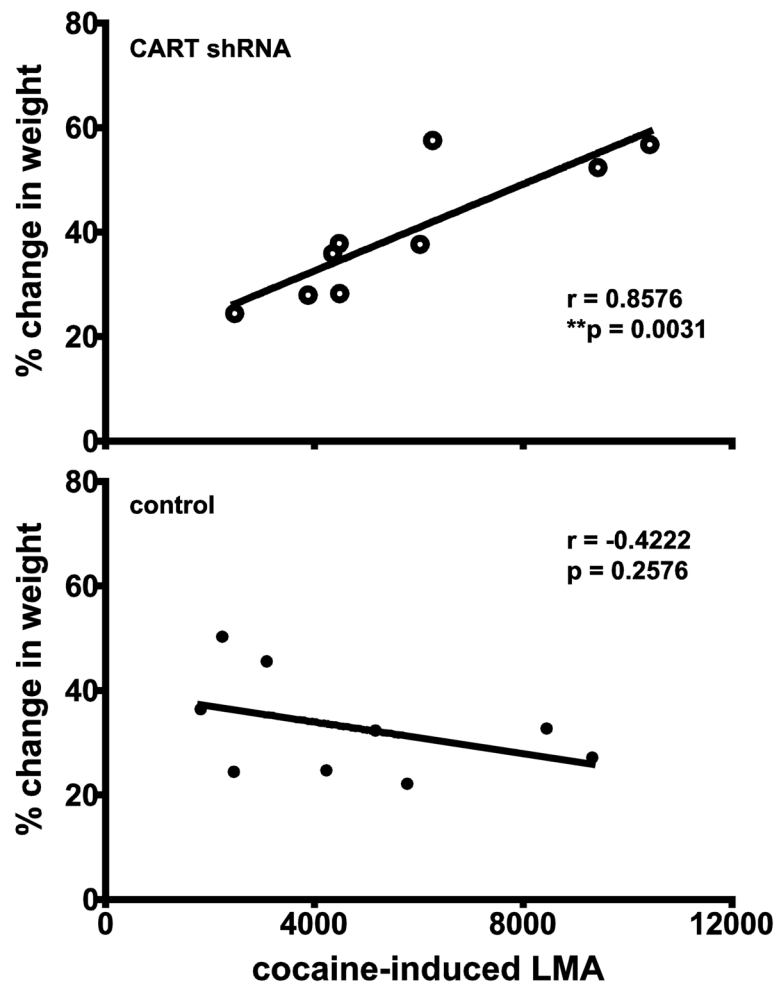 80
CART shRNA
60
% change in weight
40
r = 0.8576
**p = 0.0031
20
0
80
control
r = -0.4222
p = 0.2576
60
% change in weight
40
20
0
0 4000 8000 12000
cocaine-induced LMA